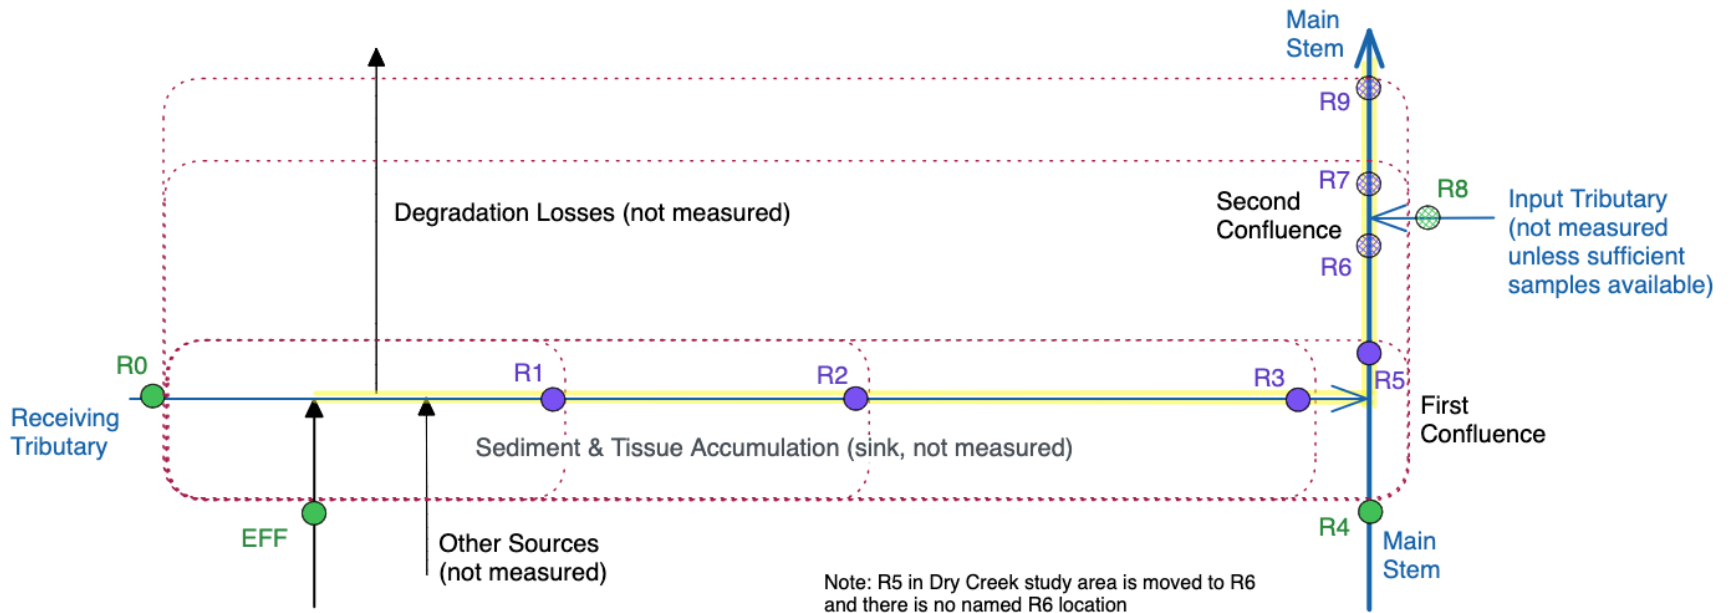 Main
Stem
R9
R7
R8
Second
Confluence
Input Tributary
(not measured
unless sufficient
samples available)
Degradation Losses (not measured)
R6
R0
R1
R2
R3
R5
Receiving
Tributary
First
Confluence
Sediment & Tissue Accumulation (sink, not measured)
EFF
Other Sources
(not measured)
R4
Main
Stem
Note: R5 in Dry Creek study area is moved to R6
and there is no named R6 location